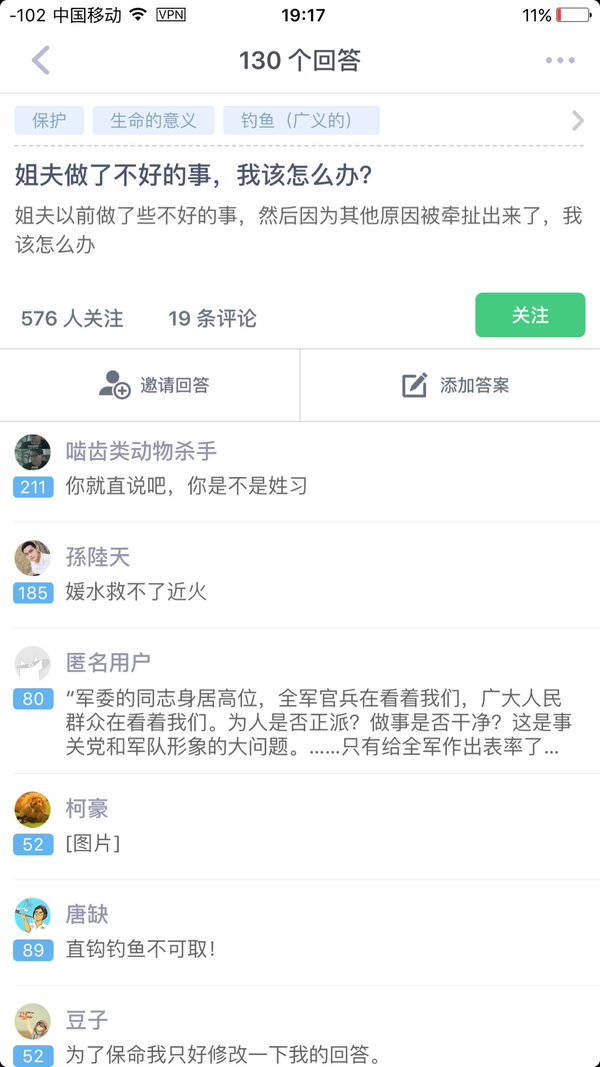 -102 中国移动 VPN 19:17 11%
130 个回答
保护 生命的意义 钓鱼（广义的）
姐夫做了不好的事，我该怎么办?
姐夫以前做了些不好的事，然后因为其他原因被牵扯出来了，我
该怎么办
576 人关注 19 条评论 关注
邀请回答 添加答案
啮齿类动物杀手
211 你就直说吧，你是不是姓习
孫陸天
185 媛水救不了近火
匿名用户
80 “军委的同志身居高位，全军官兵在看着我们，广大人民
群众在看着我们。为人是否正派？做事是否干净？这是事
关党和军队形象的大问题。……只有给全军作出表率了...
柯豪
52 [图片]
唐缺
89 直钩钓鱼不可取！
豆子
52 为了保命我只好修改一下我的回答。